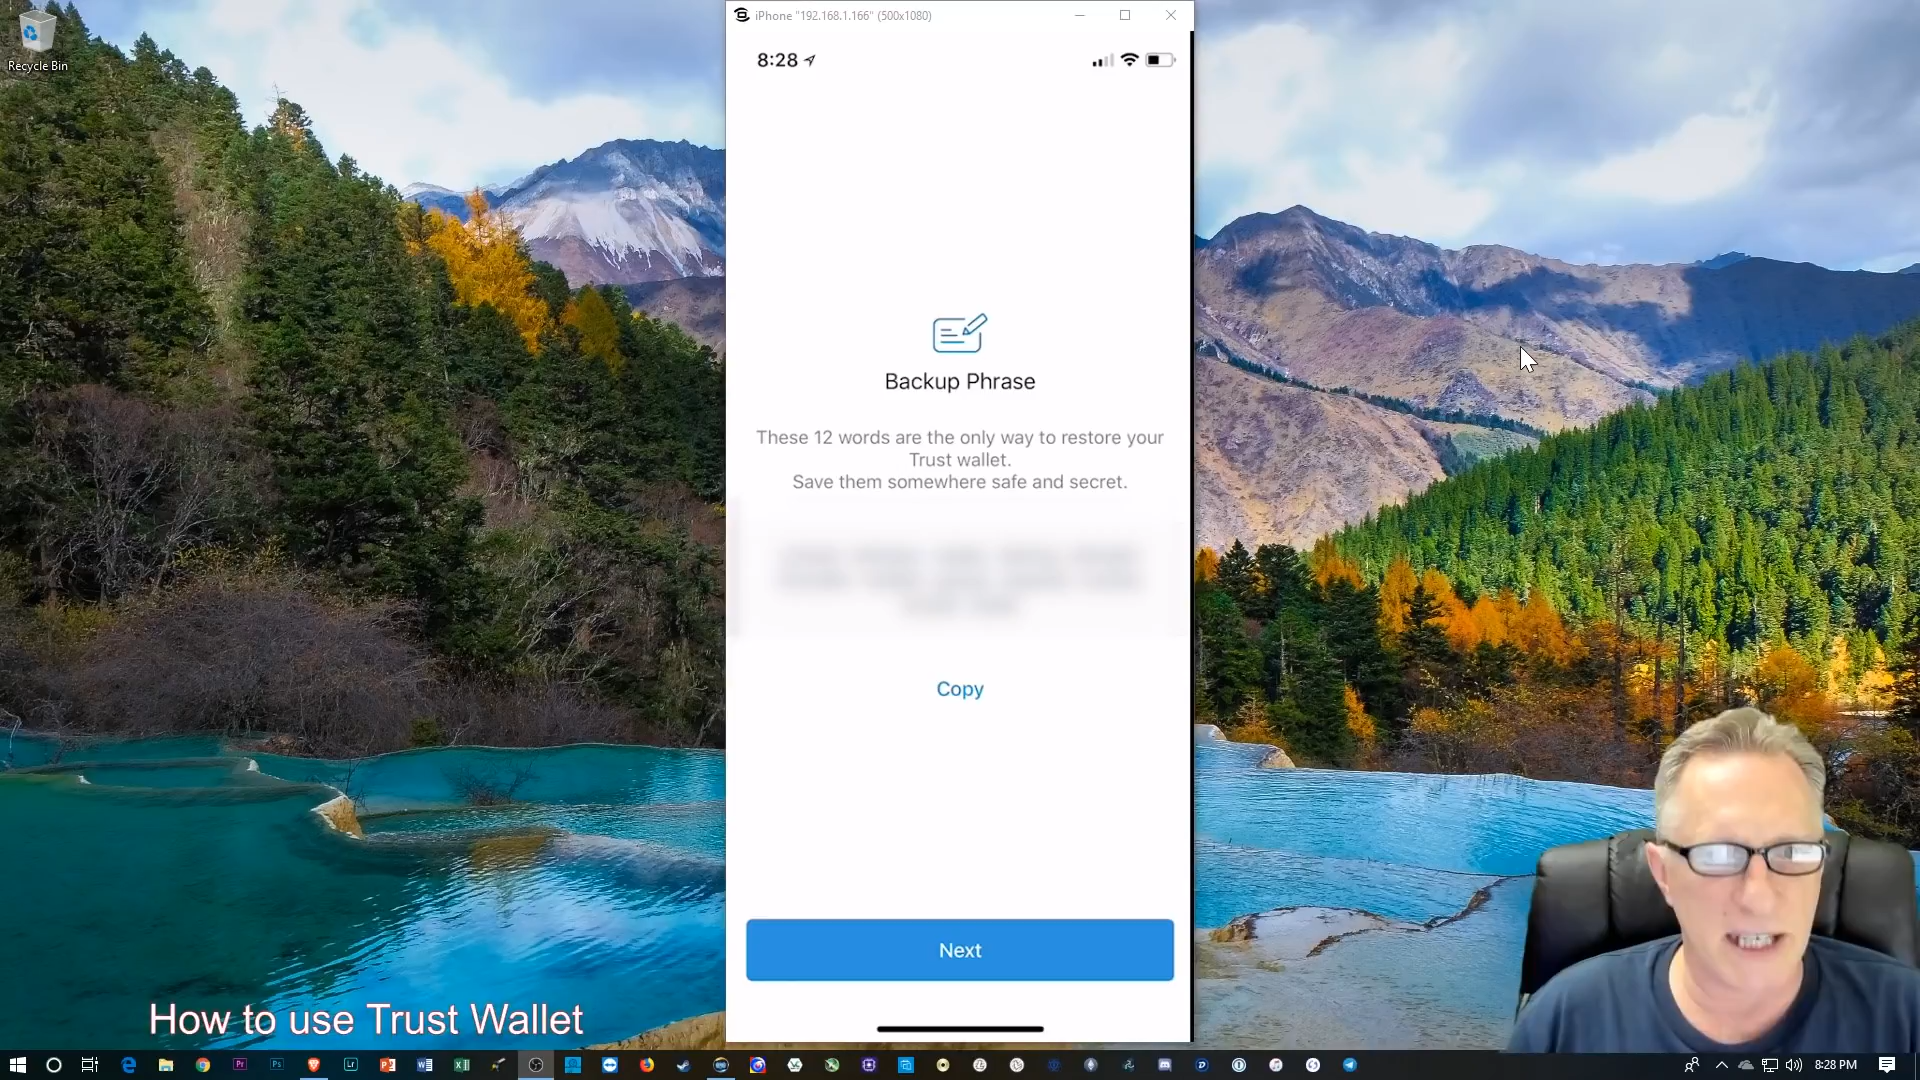 Recycle Bin
iPhone "192.168.1.166" (500x1080)
8:28
Backup Phrase
These 12 words are the only way to restore your
Trust wallet.
Save them somewhere safe and secret.
Copy
Next
How to use Trust Wallet
8:28 PM